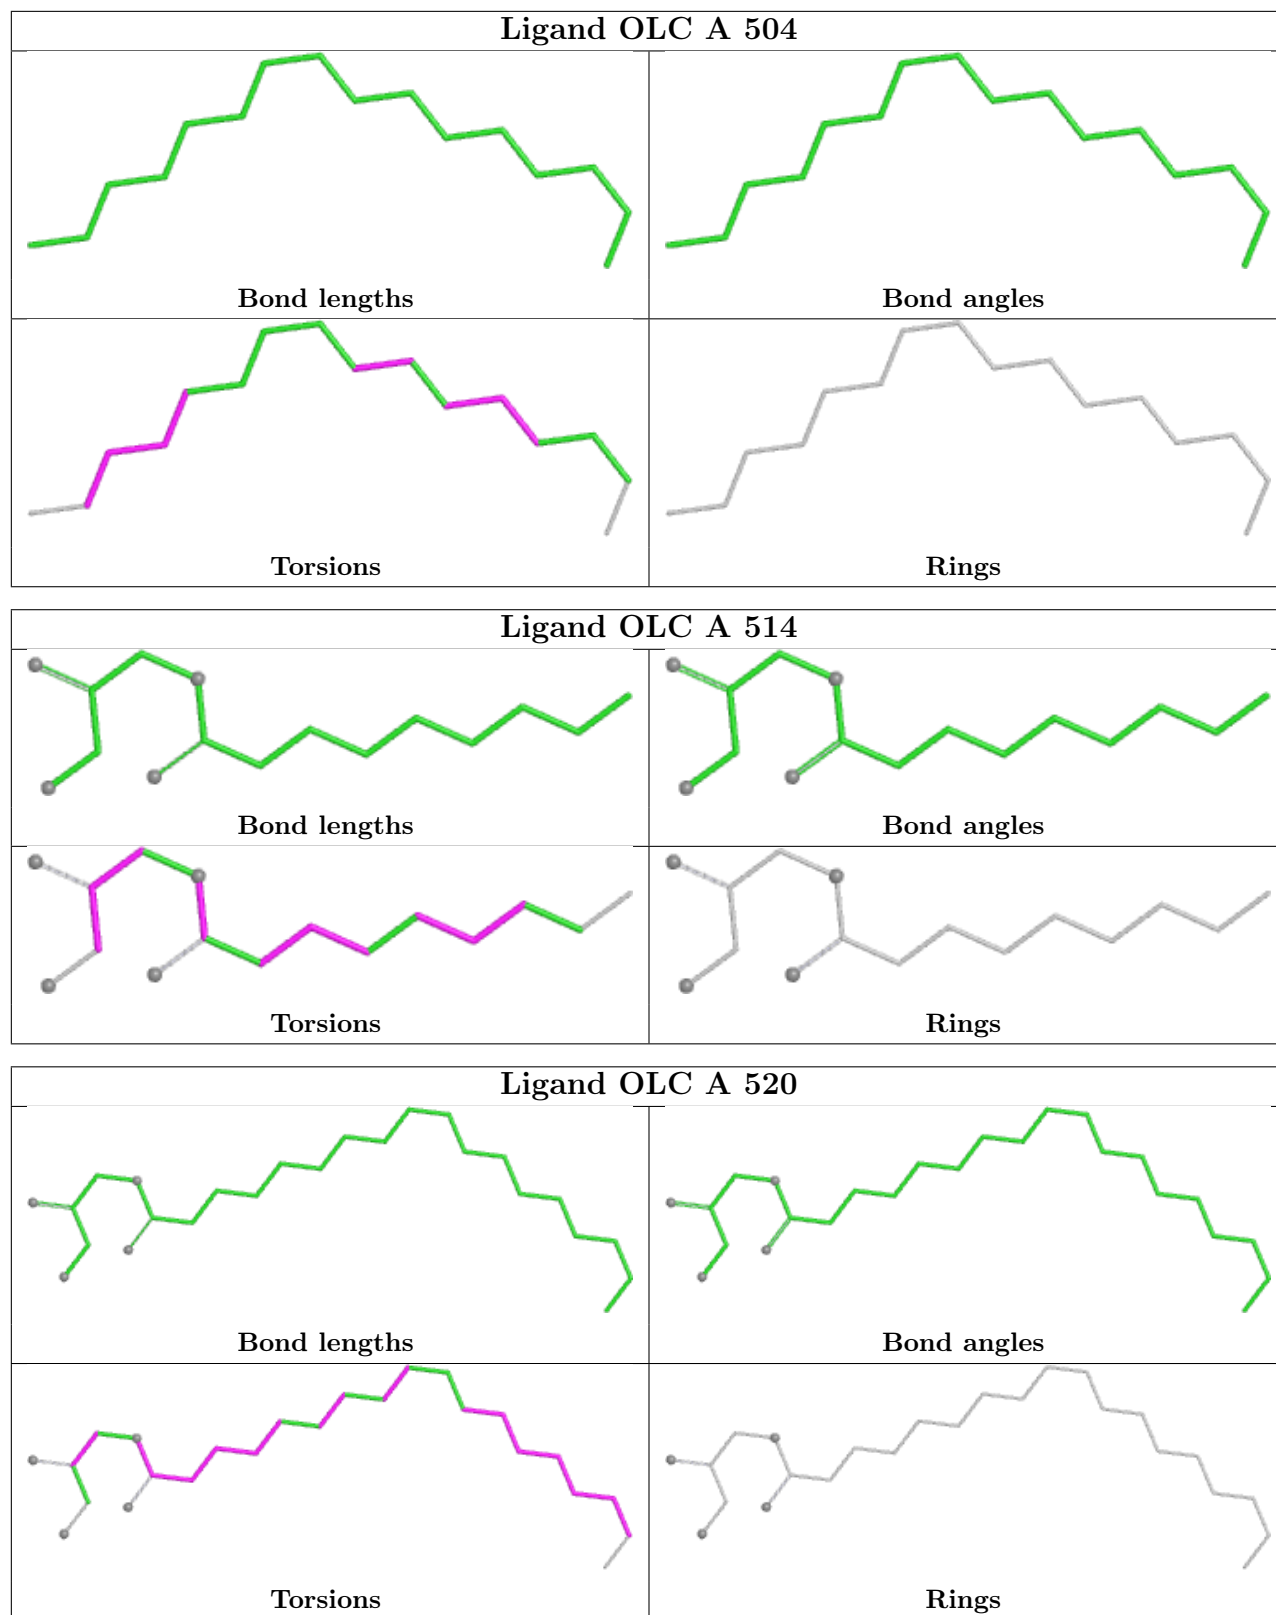 Ligand OLC A 504
Bond lengths
Bond angles
Torsions
Rings
Ligand OLC A 514
Bond lengths
Bond angles
Torsions
Rings
Ligand OLC A 520
Bond lengths
Bond angles
Torsions
Rings